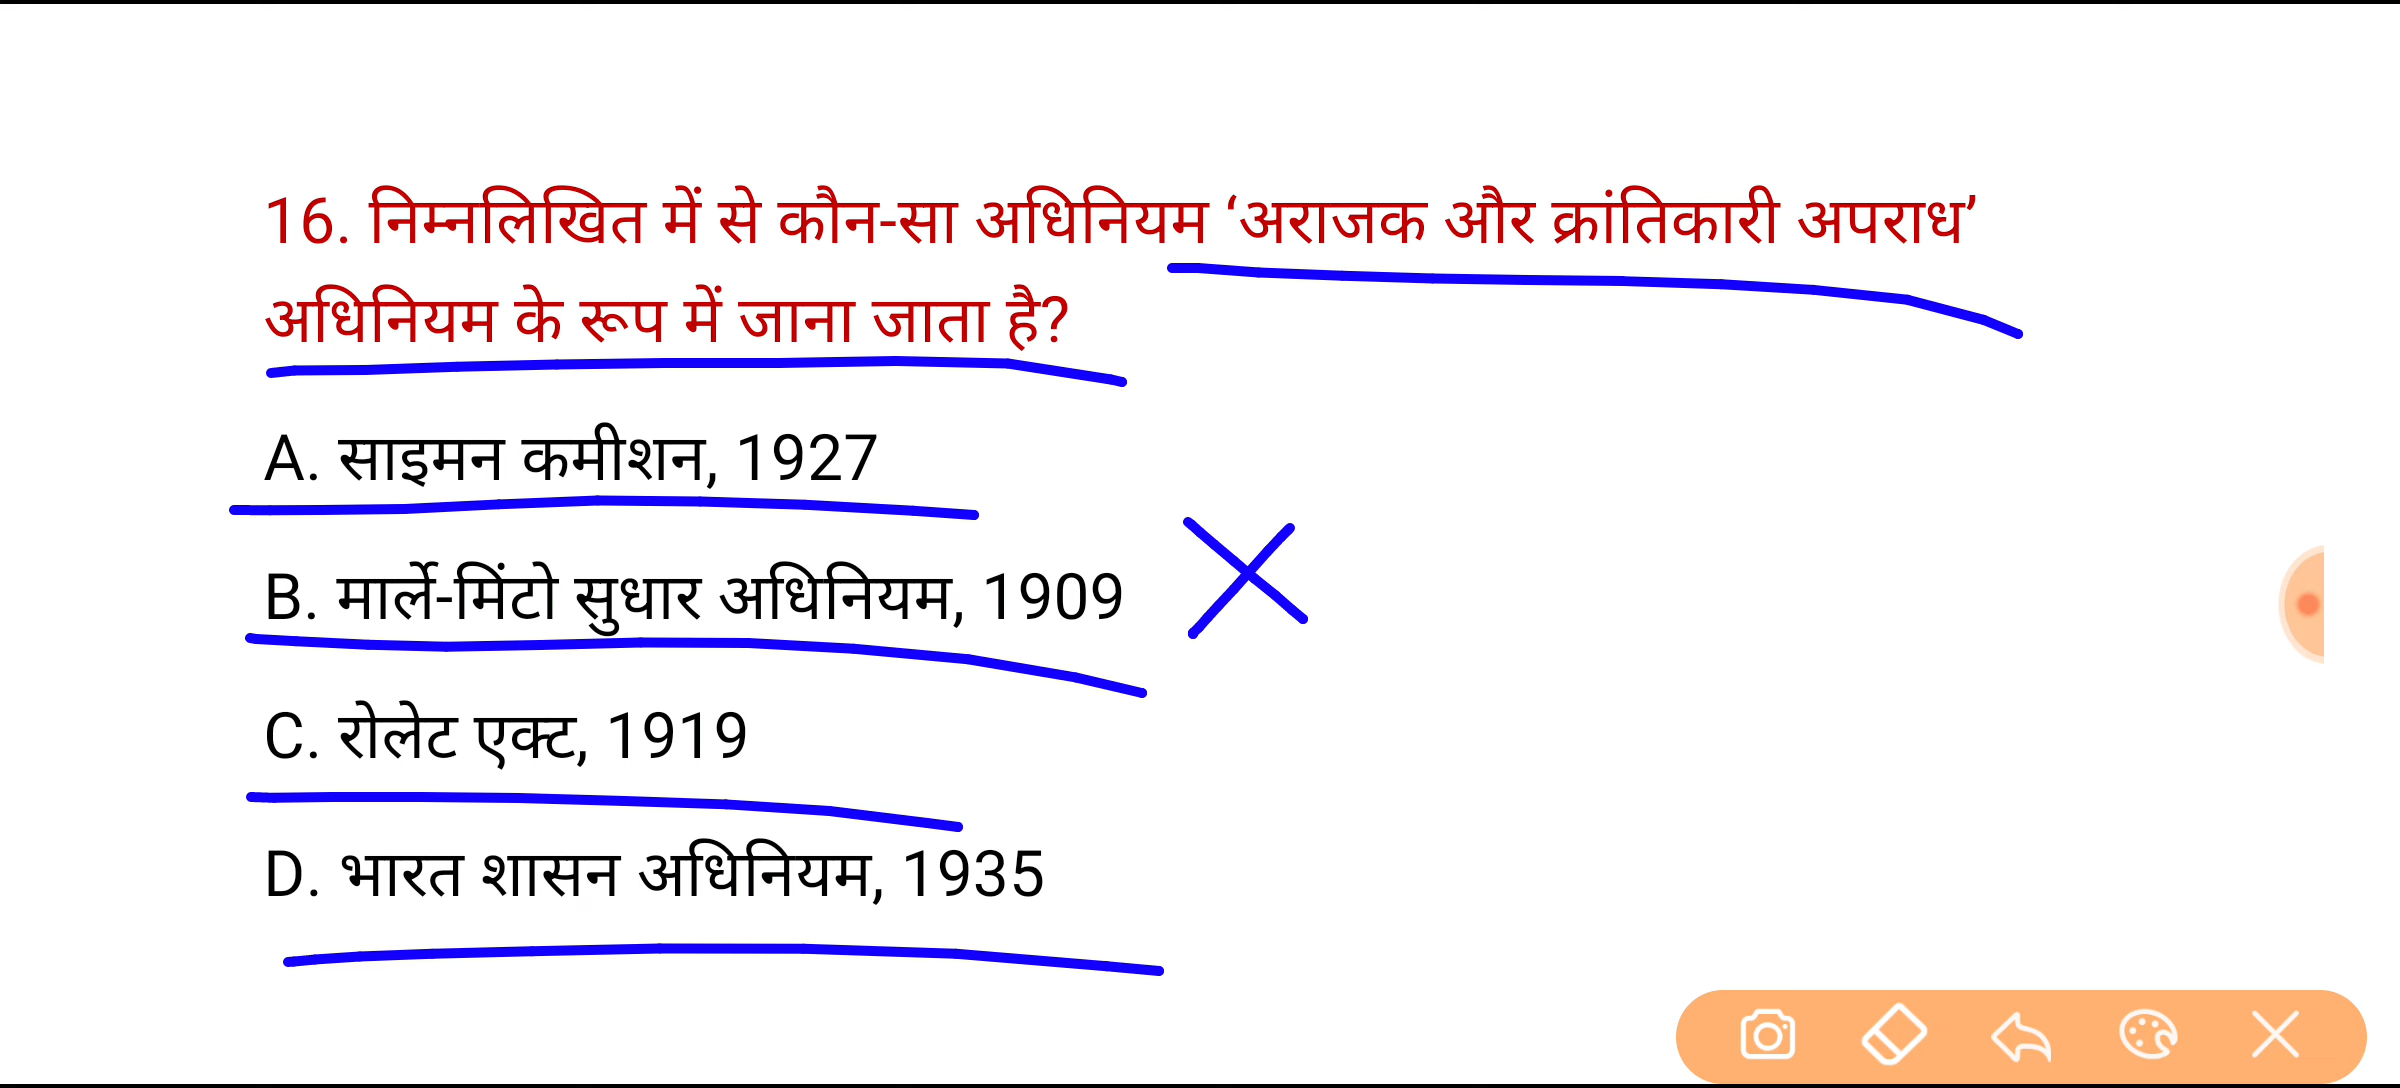 16. निम्नलिखित में से कौन-सा अधिनियम ‘अराजक और क्रांतिकारी अपराध’
अधिनियम के रूप में जाना जाता है?
A. साइमन कमीशन, 1927
B. मार्ले-मिंटो सुधार अधिनियम, 1909
C. रोलेट एक्ट, 1919
D. भारत शासन अधिनियम, 1935